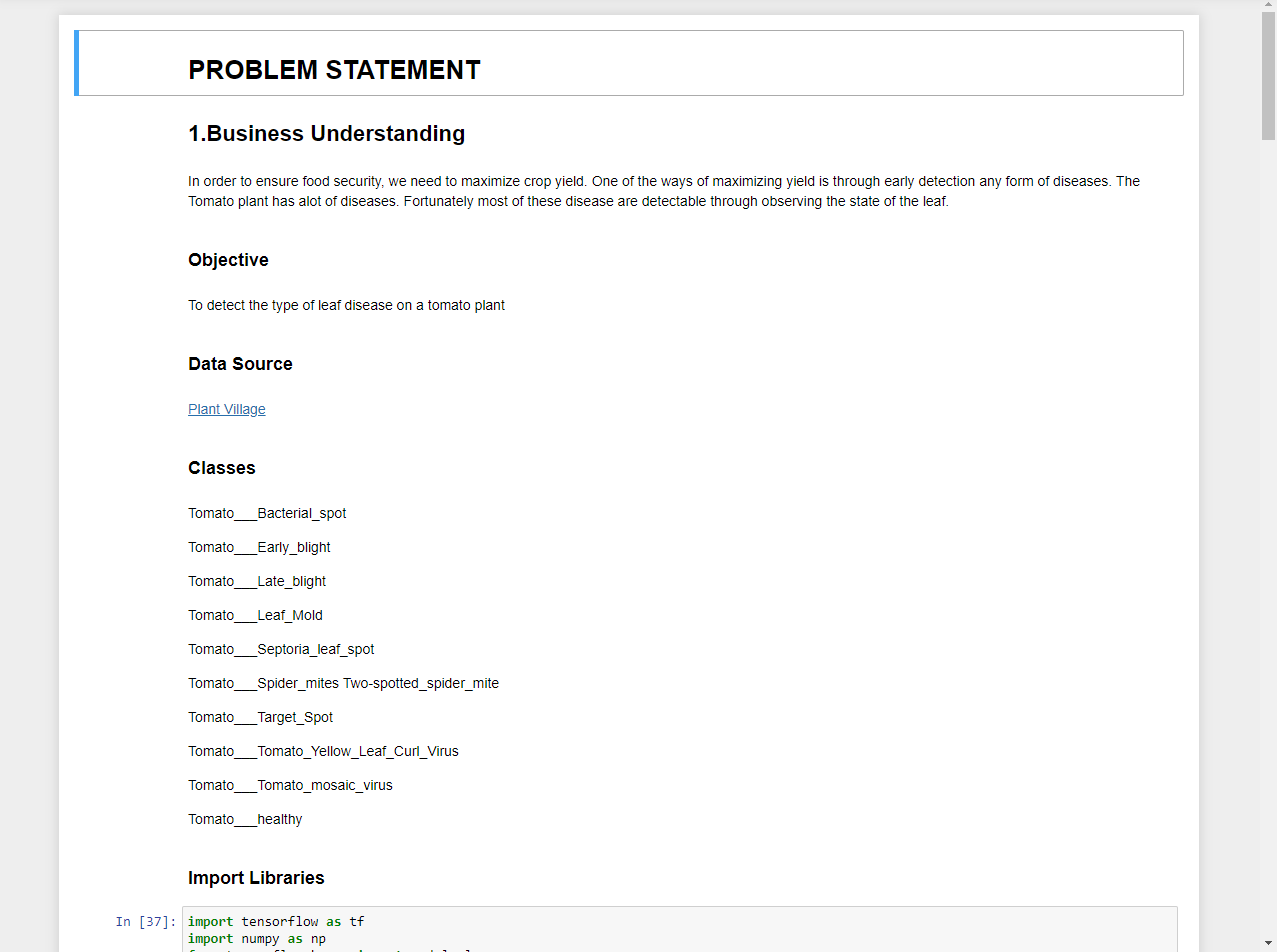 PROBLEM STATEMENT
1.Business Understanding
In order to ensure food security, we need to maximize crop yield. One of the ways of maximizing yield is through early detection any form of diseases. The
Tomato plant has alot of diseases. Fortunately most of these disease are detectable through observing the state of the leaf.
Objective
To detect the type of leaf disease on a tomato plant
Data Source
Plant Village
Classes
Tomato___Bacterial_spot
Tomato___Early_blight
Tomato___Late_blight
Tomato___Leaf_Mold
Tomato___Septoria_leaf_spot
Tomato___Spider_mites Two-spotted_spider_mite
Tomato___Target_Spot
Tomato___Tomato_Yellow_Leaf_Curl_Virus
Tomato___Tomato_mosaic_virus
Tomato___healthy
Import Libraries
In [37]: import tensorflow as tf
import numpy as np